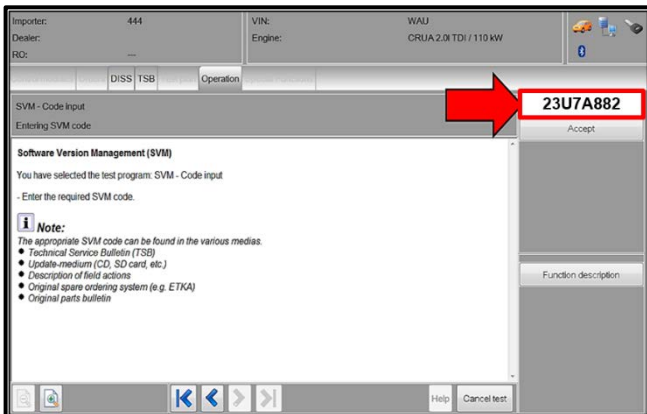 Importer: 444 VIN: WAU
Dealer: Engine: CRUA 2.0l TDI / 110 kW
RO: ---
DISS TSB Operation
SVM - Code input
Entering SVM code
23U7A882
Accept
Software Version Management (SVM)
You have selected the test program: SVM - Code input
- Enter the required SVM code.
i Note:
The appropriate SVM code can be found in the various medias.
● Technical Service Bulletin (TSB)
● Update-medium (CD, SD card, etc.)
● Description of field actions
● Original spare ordering system (e.g. ETKA)
● Original parts bulletin
Function description
0
Help Cancel test